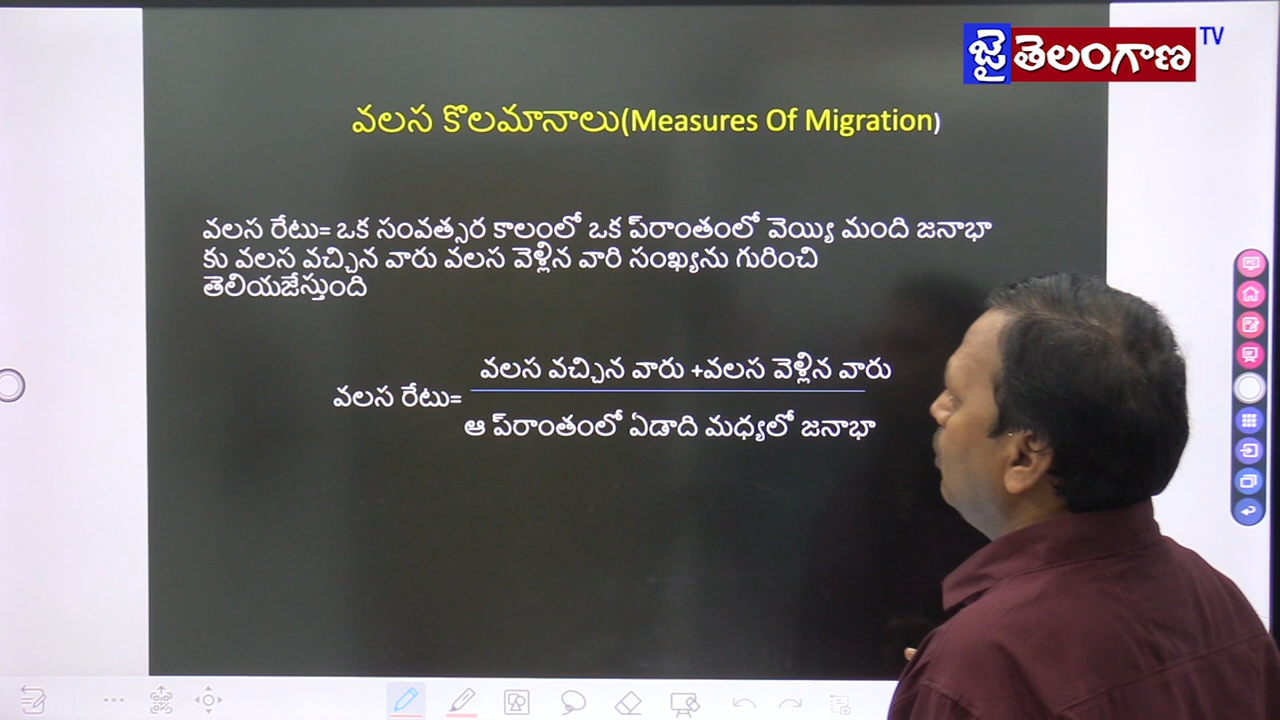 జై తెలంగాణ TV
వలస కొలమానాలు(Measures Of Migration)
వలస రేటు= ఒక సంవత్సర కాలంలో ఒక ప్రాంతంలో వెయ్యి మంది జనాభా
కు వలస వచ్చిన వారు వలస వెళ్లిన వారి సంఖ్యను గురించి
తెలియజేస్తుంది
వలస వచ్చిన వారు +వలస వెళ్లిన వారు
వలస రేటు=
ఆ ప్రాంతంలో ఏడాది మధ్యలో జనాభా